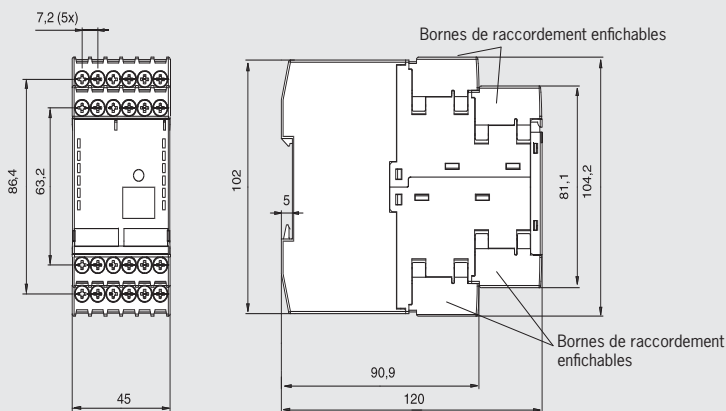 7,2 (5x)
Bornes de raccordement enfichables
86,4
63,2
102
5
81,1
104,2
Bornes de raccordement
enfichables
90,9
45
120